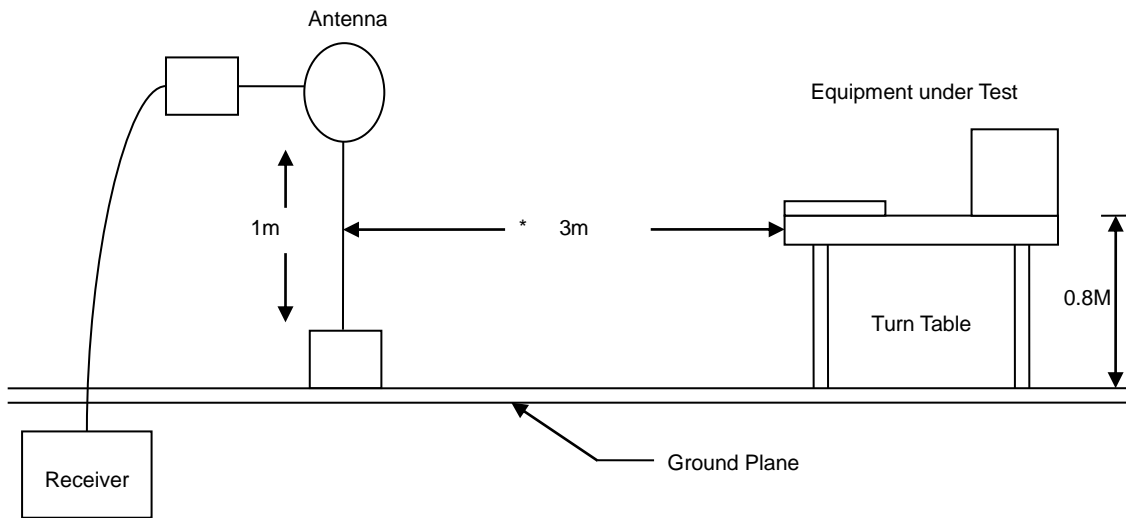 Antenna
Equipment under Test
1m
* 3m
0.8M
Turn Table
Ground Plane
Receiver